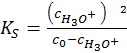 K_S = (c_{H_3O^+})^2 / (c_0 − c_{H_3O^+})